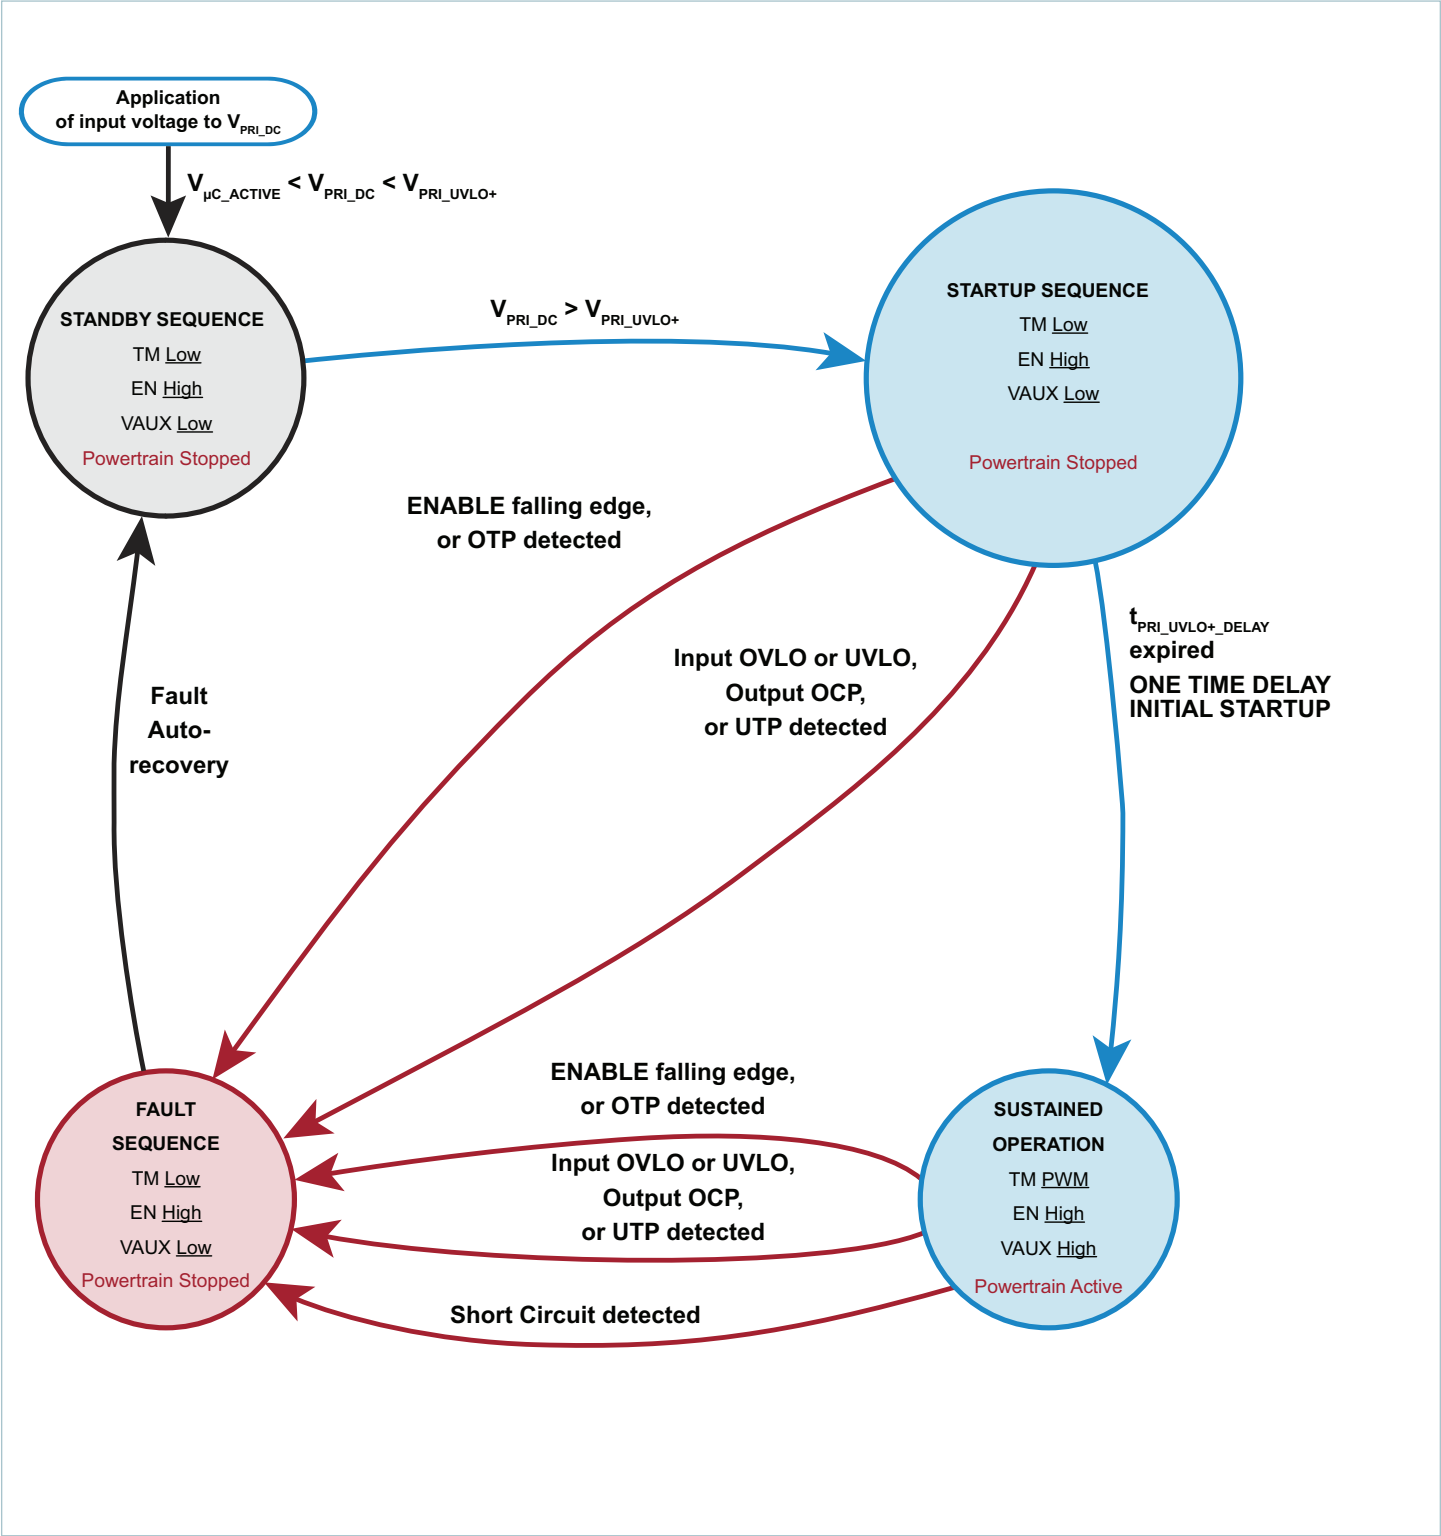 Application
of input voltage to VPRI_DC
VµC_ACTIVE < VPRI_DC < VPRI_UVLO+
STANDBY SEQUENCE
TM Low
EN High
VAUX Low
Powertrain Stopped
VPRI_DC > VPRI_UVLO+
STARTUP SEQUENCE
TM Low
EN High
VAUX Low
Powertrain Stopped
ENABLE falling edge,
or OTP detected
Input OVLO or UVLO,
Output OCP,
or UTP detected
tPRI_UVLO+_DELAY
expired
ONE TIME DELAY
INITIAL STARTUP
Fault
Auto-
recovery
FAULT
SEQUENCE
TM Low
EN High
VAUX Low
Powertrain Stopped
ENABLE falling edge,
or OTP detected
Input OVLO or UVLO,
Output OCP,
or UTP detected
Short Circuit detected
SUSTAINED
OPERATION
TM PWM
EN High
VAUX High
Powertrain Active